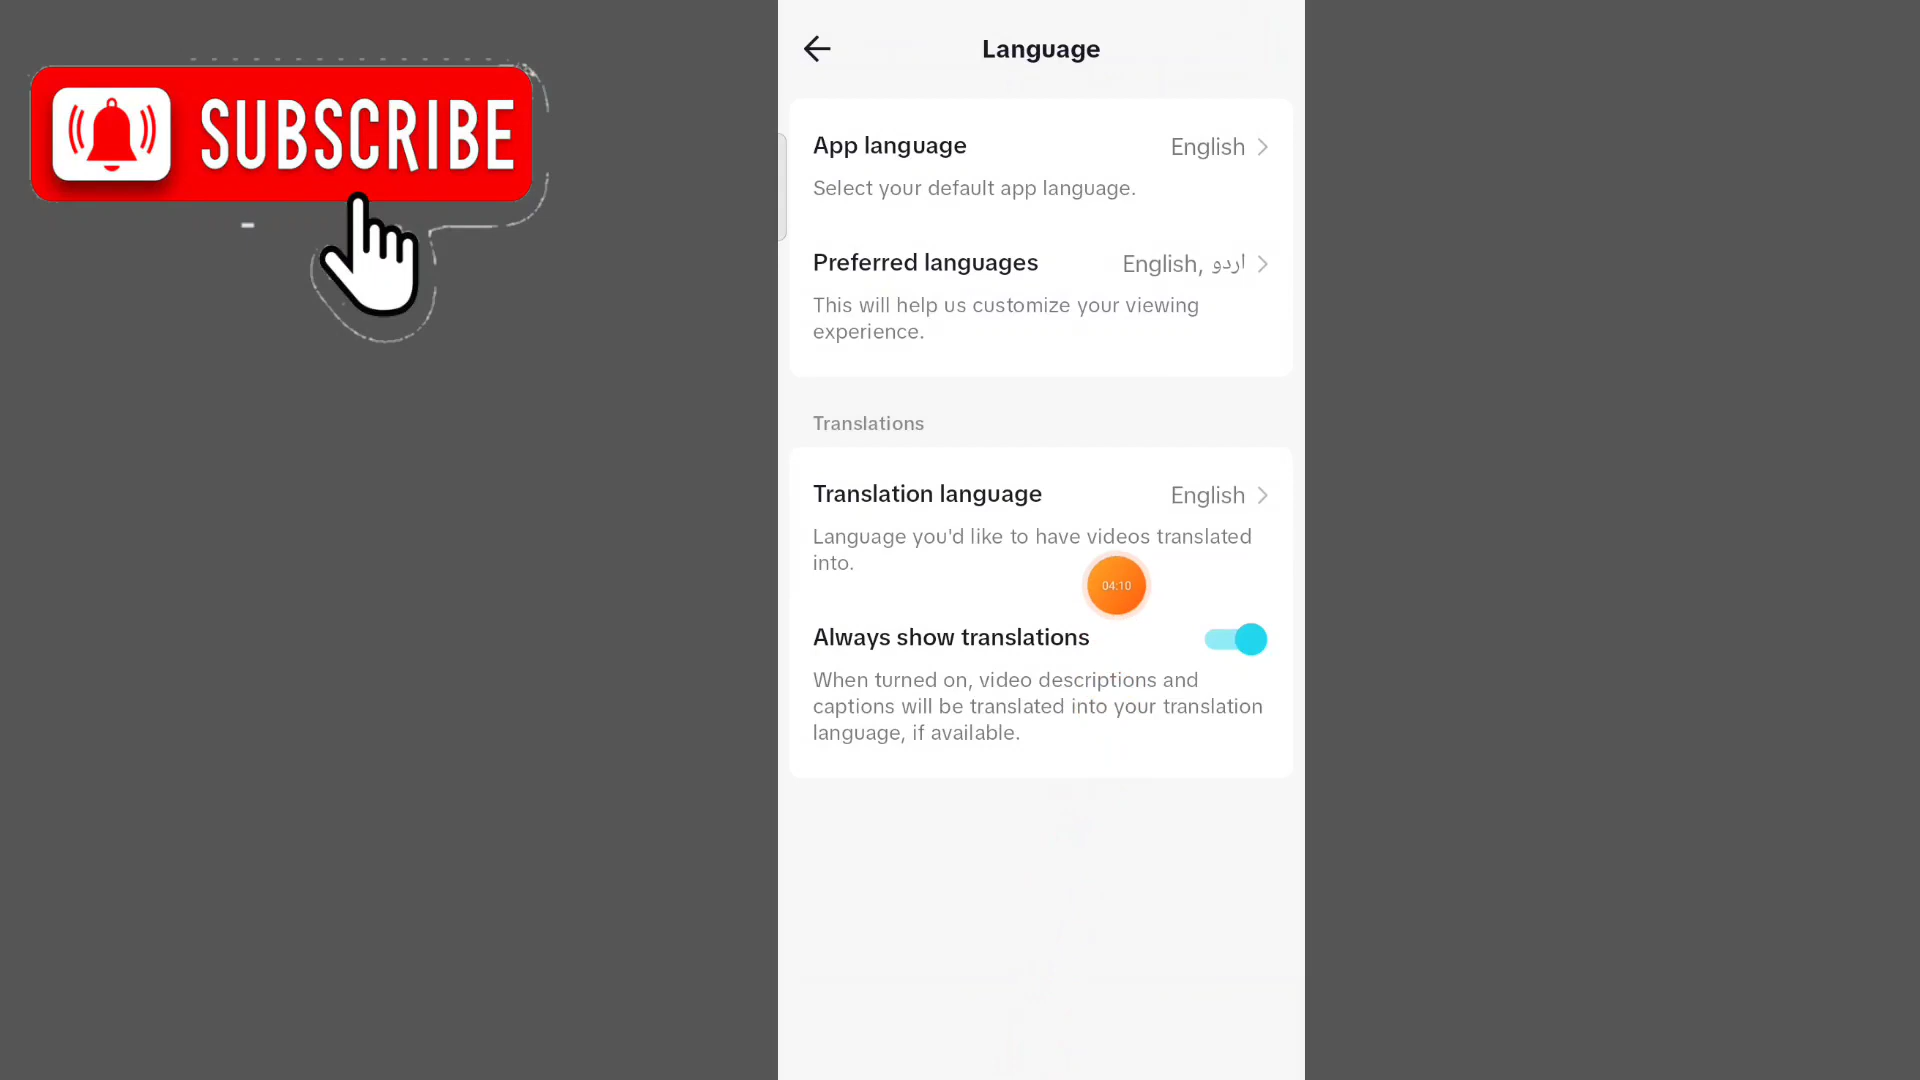 SUBSCRIBE
Language
App language English
Select your default app language.
Preferred languages English, اردو
This will help us customize your viewing
experience.
Translations
Translation language English
Language you'd like to have videos translated
into.
04:10
Always show translations
When turned on, video descriptions and
captions will be translated into your translation
language, if available.